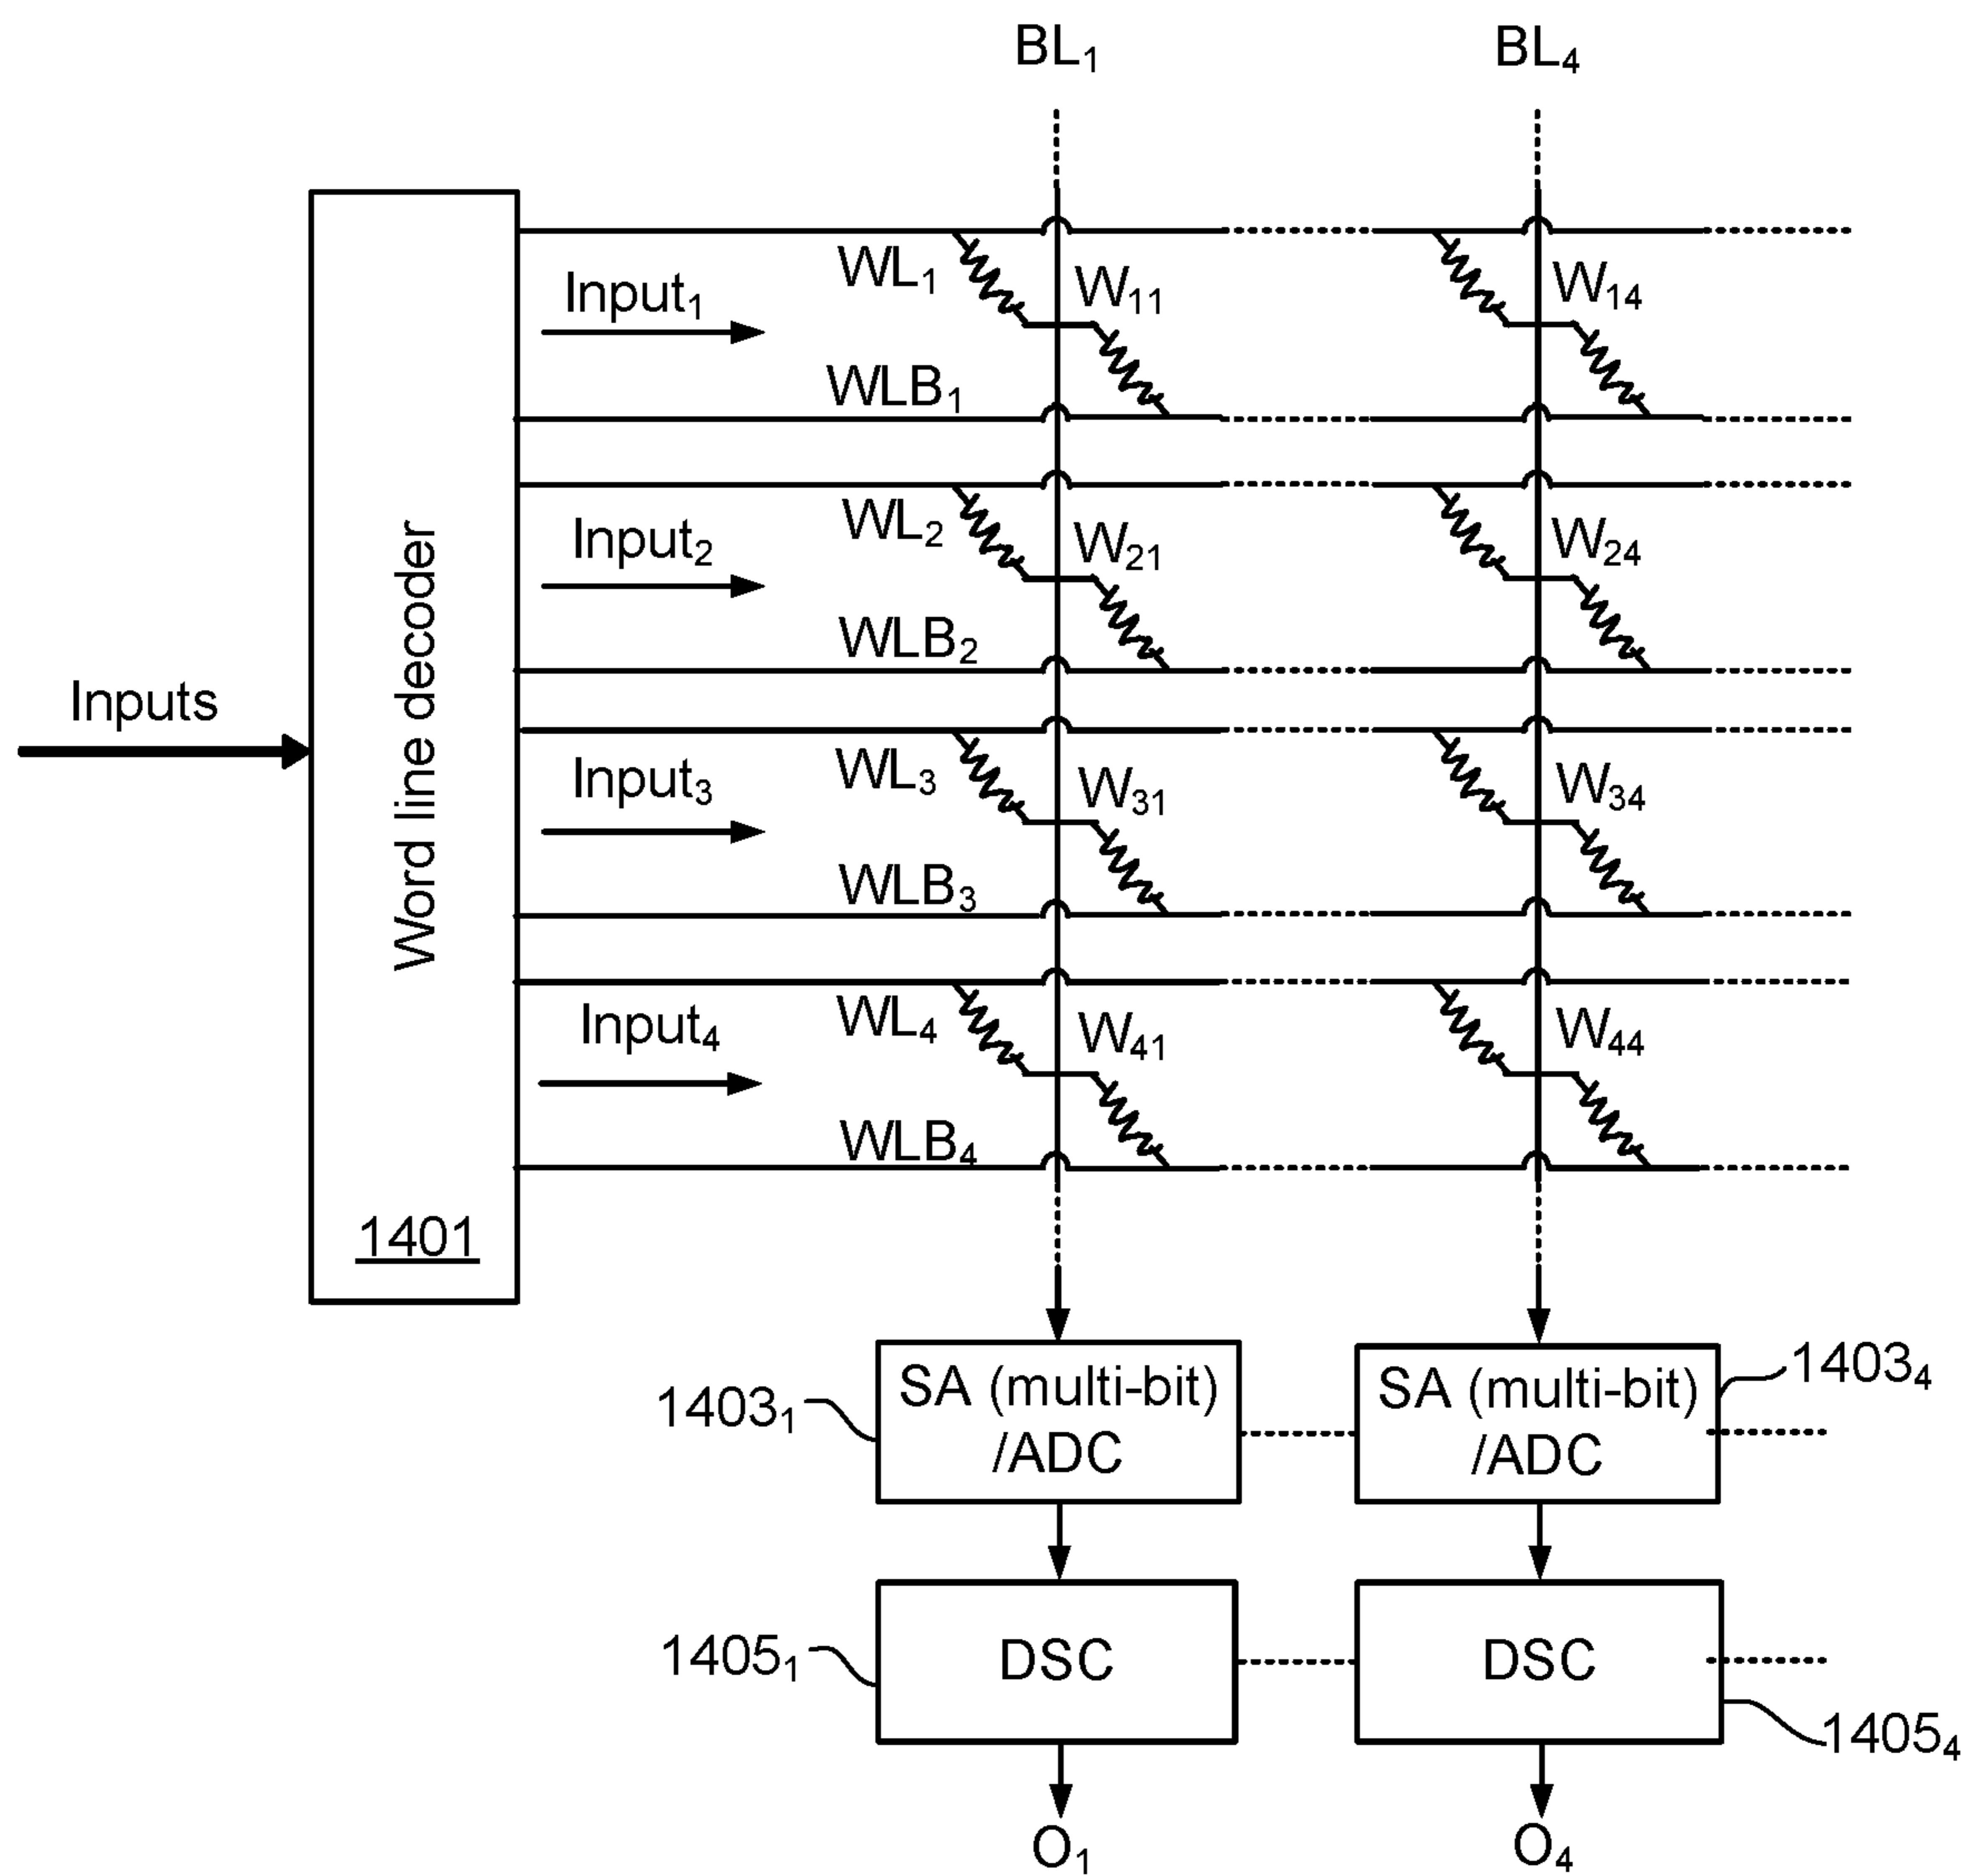 BL₁ BL₄
WL₁ W₁₁ W₁₄
Input₁
WLB₁
WL₂ W₂₁ W₂₄
Input₂
WLB₂
Word line decoder
Inputs
WL₃ W₃₁ W₃₄
Input₃
WLB₃
WL₄ W₄₁ W₄₄
Input₄
WLB₄
1401
1403₁
SA (multi-bit)
/ADC
SA (multi-bit)
/ADC
1403₄
1405₁
DSC
DSC
1405₄
O₁ O₄